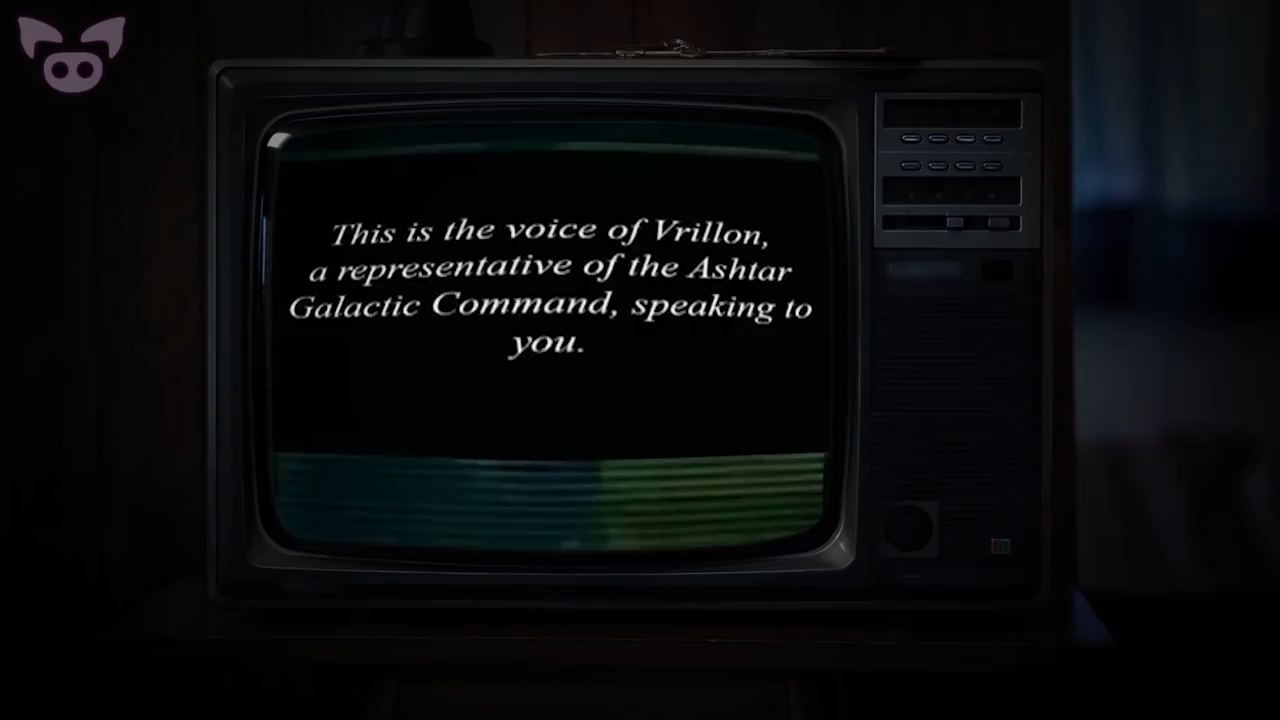 This is the voice of Vrillon,
a representative of the Ashtar
Galactic Command, speaking to
you.